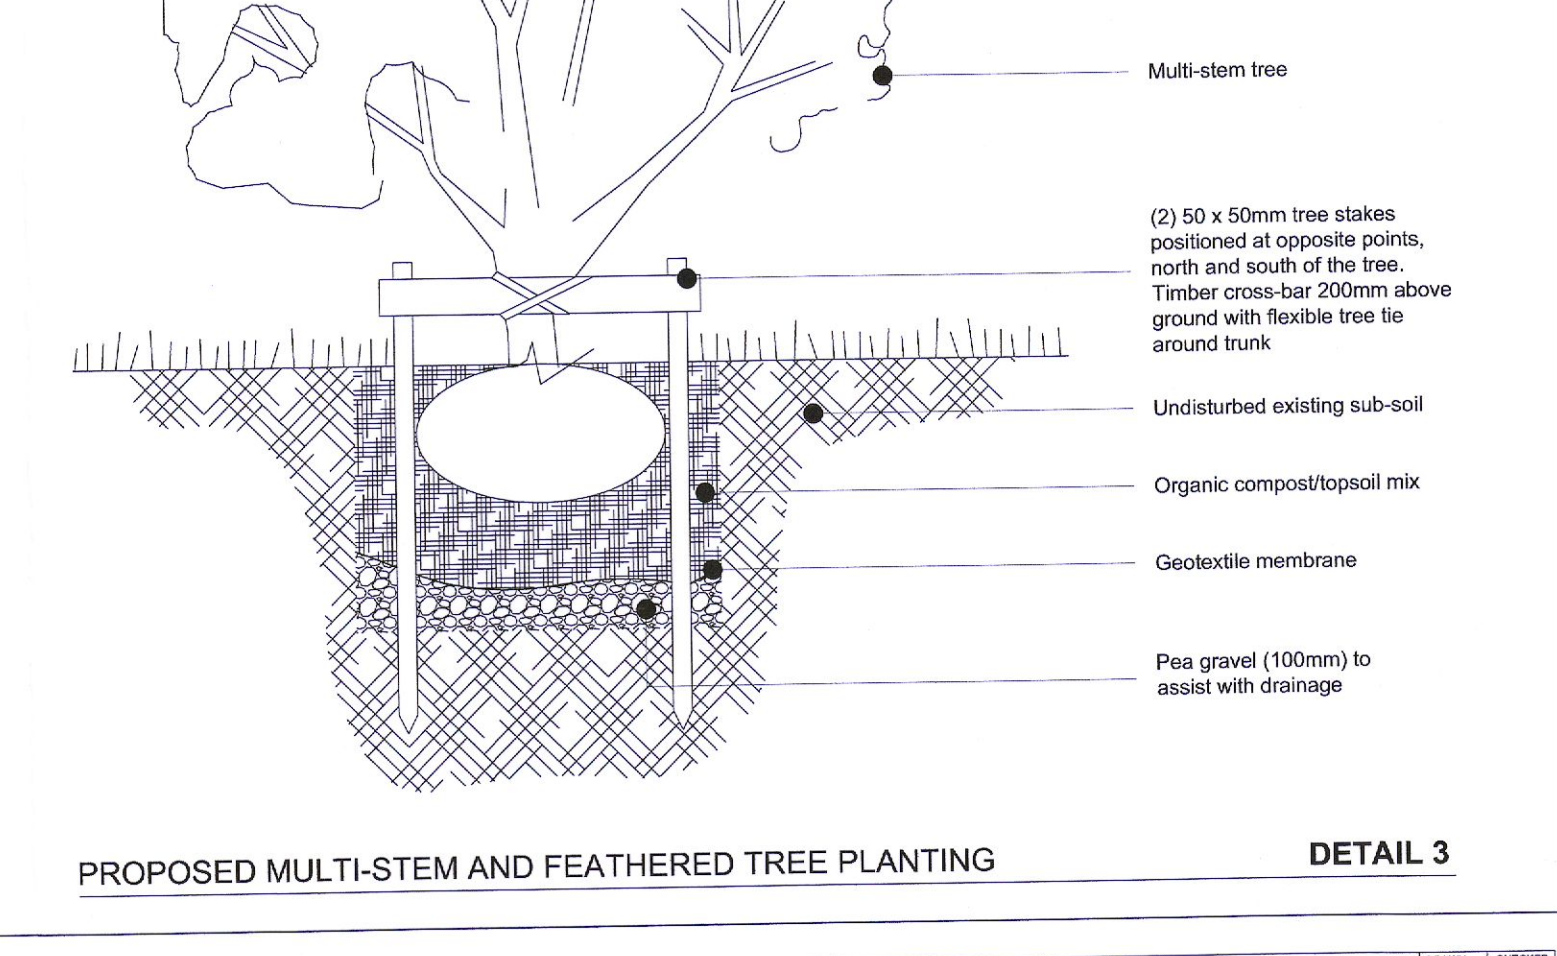 Multi-stem tree
(2) 50 x 50mm tree stakes
positioned at opposite points,
north and south of the tree.
Timber cross-bar 200mm above
ground with flexible tree tie
around trunk
Undisturbed existing sub-soil
Organic compost/topsoil mix
Geotextile membrane
Pea gravel (100mm) to
assist with drainage
PROPOSED MULTI-STEM AND FEATHERED TREE PLANTING
DETAIL 3